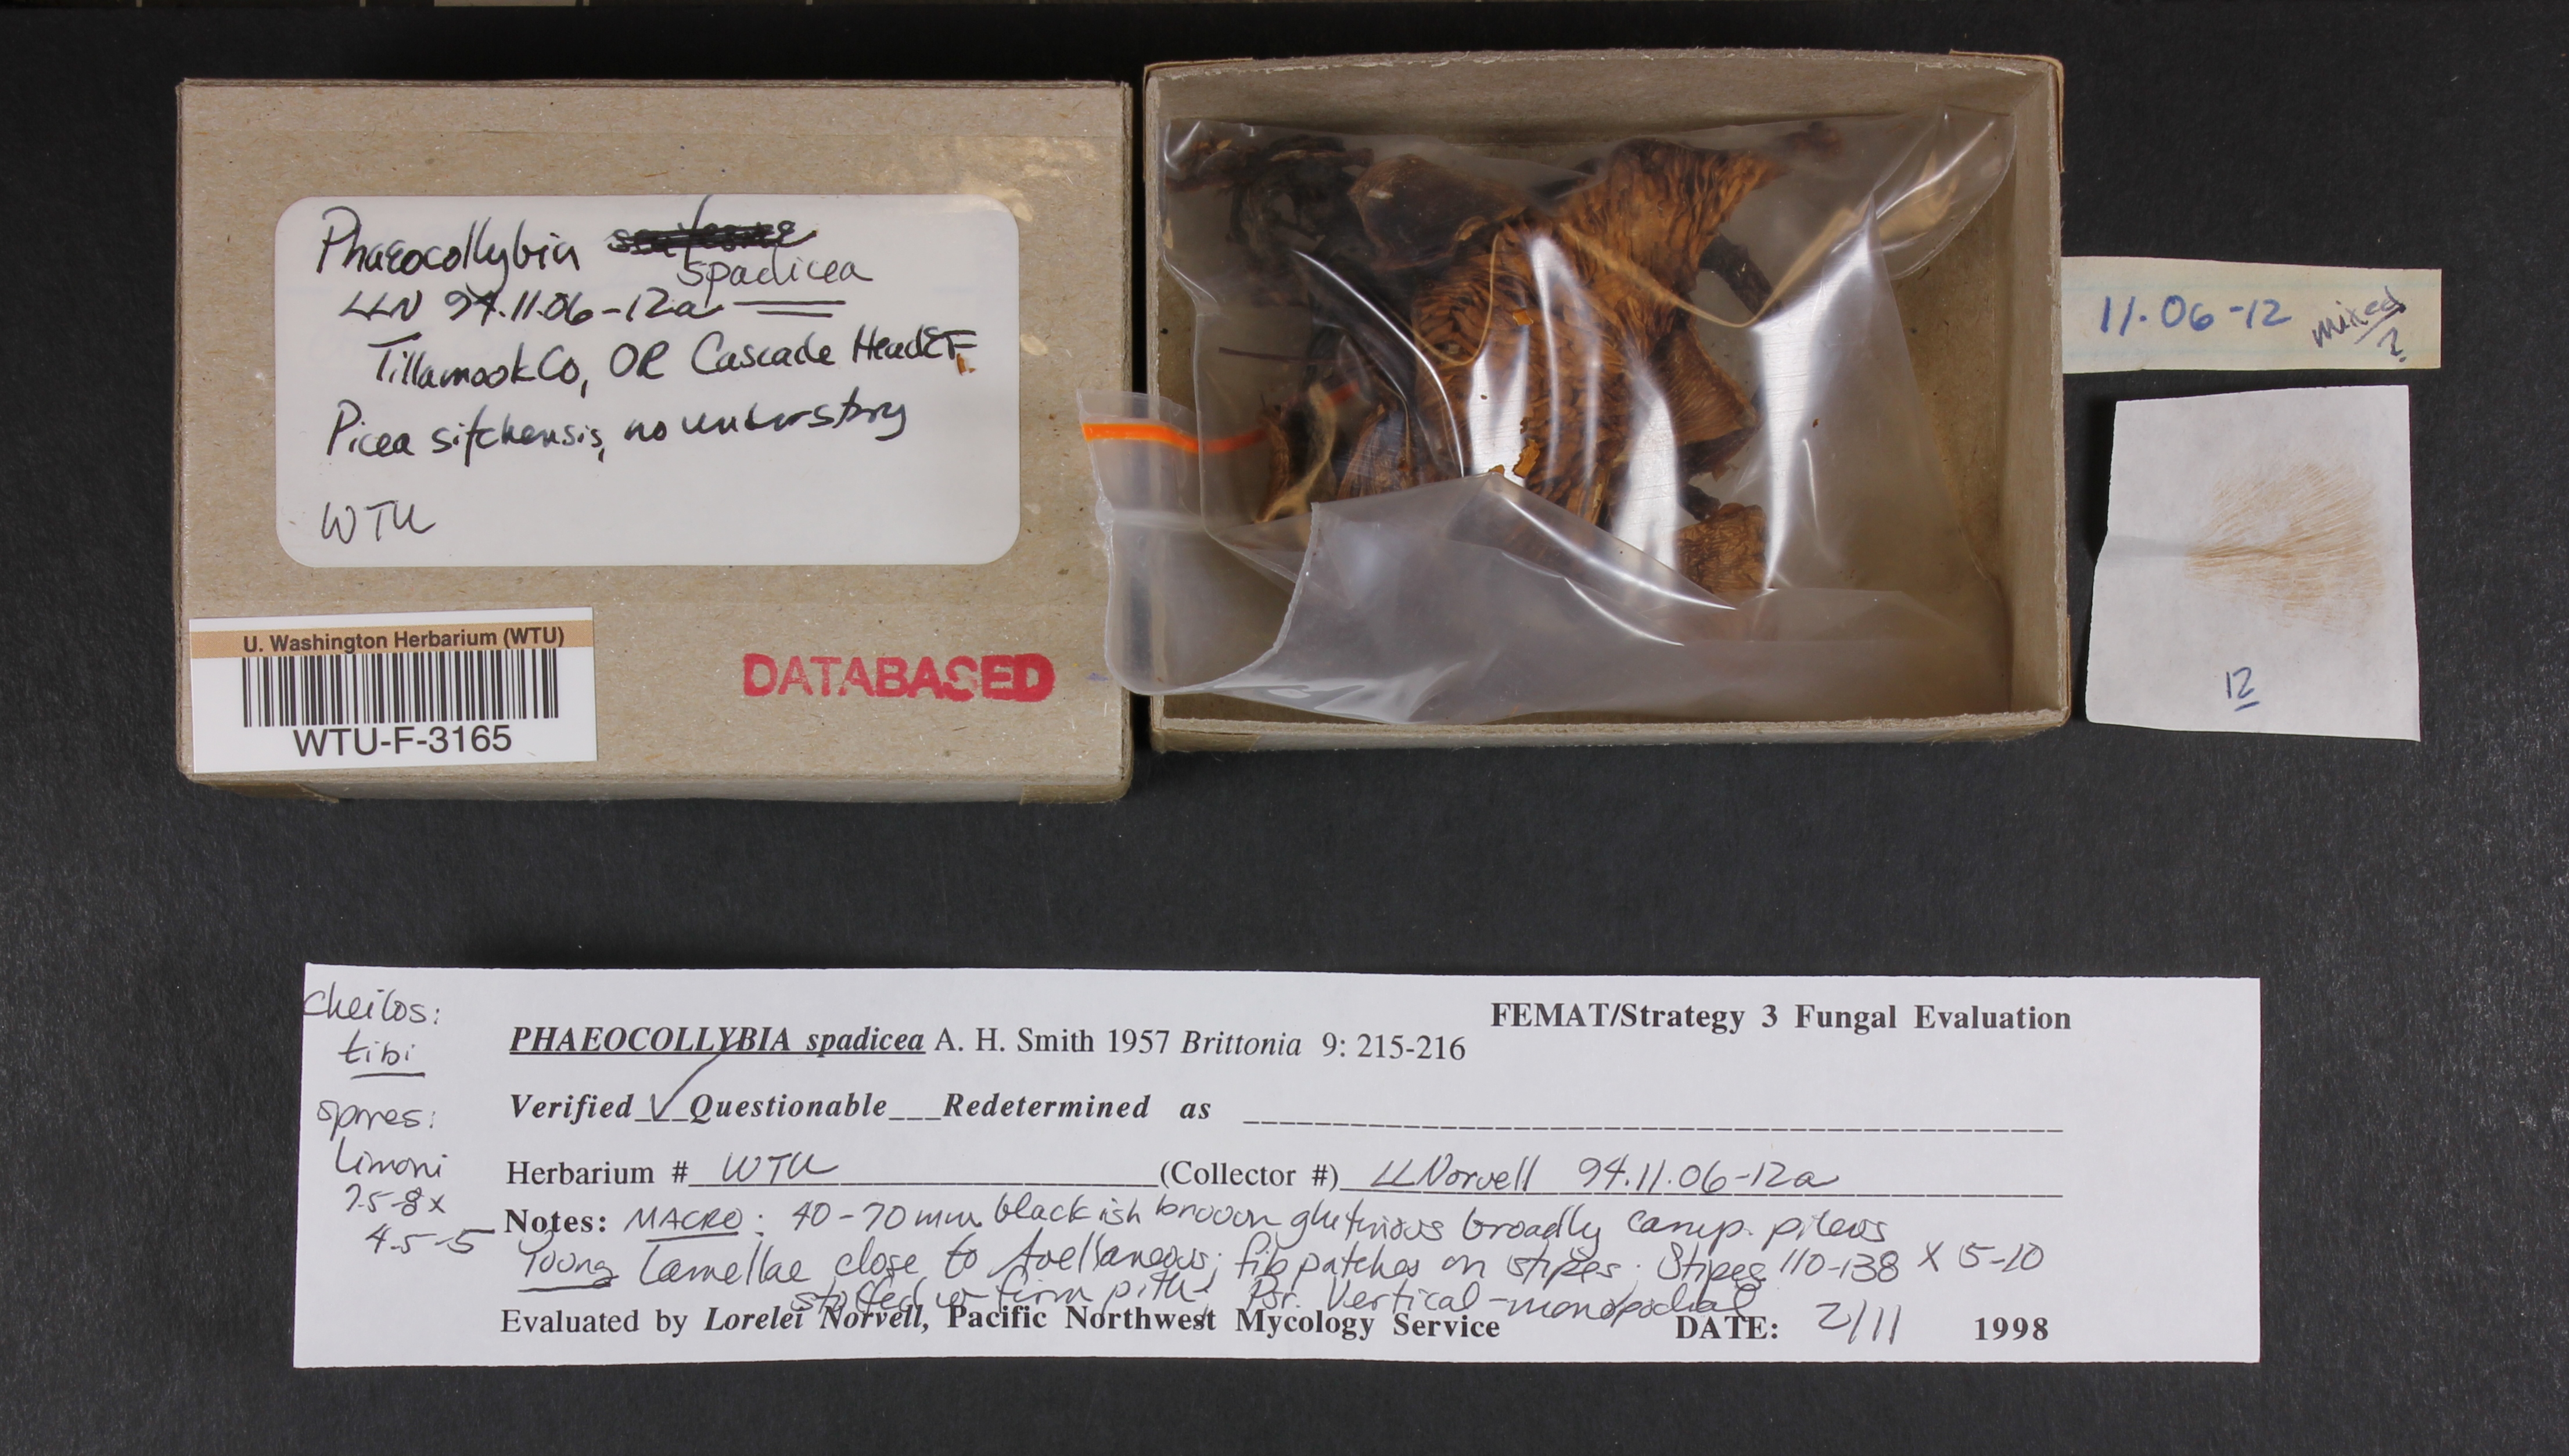 Phaeocollybia
spadicea
LLN 94.11.06-12a
Tillamook Co, OR Cascade Head EF
Picea sitchensis, no understory
WTU
U. Washington Herbarium (WTU)
WTU-F-3165
DATABASED
11.06-12 mixed
?
12
Cheilos:
tibi
spores:
Limoni
7.5-8 x
4.5-5
FEMAT/Strategy 3 Fungal Evaluation
PHAEOCOLLYBIA spadicea A. H. Smith 1957 Brittonia 9: 215-216
Verified_✓_Questionable___Redetermined as
Herbarium # WTU (Collector #) LLNorvell 94.11.06-12a
Notes: MACRO: 40-70 mm blackish brown glutinous broadly camp. pileus
Young lamellae close to Avellaneous; fib patches on stipes. Stipes 110-138 X 5-10
stuffed w firm pith; Psr. Vertical-monopodial
Evaluated by Lorelei Norvell, Pacific Northwest Mycology Service DATE: 2/11 1998